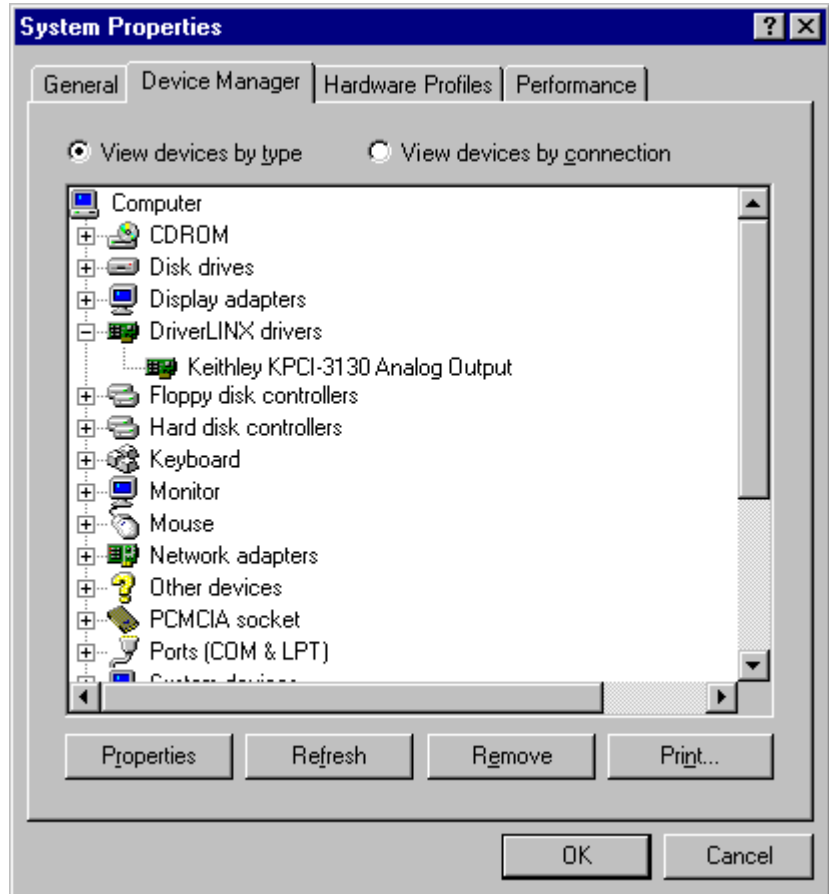 System Properties
General Device Manager Hardware Profiles Performance
View devices by type View devices by connection
Computer
CDROM
Disk drives
Display adapters
DriverLINX drivers
Keithley KPCI-3130 Analog Output
Floppy disk controllers
Hard disk controllers
Keyboard
Monitor
Mouse
Network adapters
Other devices
PCMCIA socket
Ports (COM & LPT)
System devices
Properties Refresh Remove Print...
OK Cancel